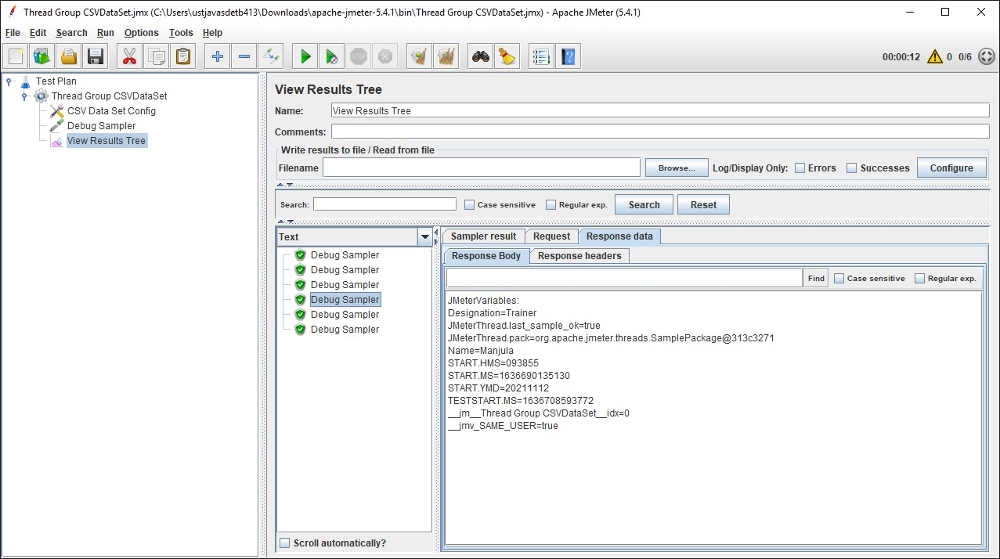 Thread Group CSVDataSet.jmx (C:\Users\ustjavasdetb413\Downloads\apache-jmeter-5.4.1\bin\Thread Group CSVDataSet.jmx) - Apache JMeter (5.4.1)
File Edit Search Run Options Tools Help
STOP 00:00:12 0 0/6
Test Plan
Thread Group CSVDataSet
CSV Data Set Config
Debug Sampler
View Results Tree
View Results Tree
Name: View Results Tree
Comments:
Write results to file / Read from file
Filename Browse... Log/Display Only: Errors Successes Configure
Search: Case sensitive Regular exp. Search Reset
Text
Debug Sampler
Debug Sampler
Debug Sampler
Debug Sampler
Debug Sampler
Debug Sampler
Scroll automatically?
Sampler result Request Response data
Response Body Response headers
Find Case sensitive Regular exp.
JMeterVariables:
Designation=Trainer
JMeterThread.last_sample_ok=true
JMeterThread.pack=org.apache.jmeter.threads.SamplePackage@313c3271
Name=Manjula
START.HMS=093855
START.MS=1636690135130
START.YMD=20211112
TESTSTART.MS=1636708593772
__jm__Thread Group CSVDataSet__idx=0
__jmv_SAME_USER=true